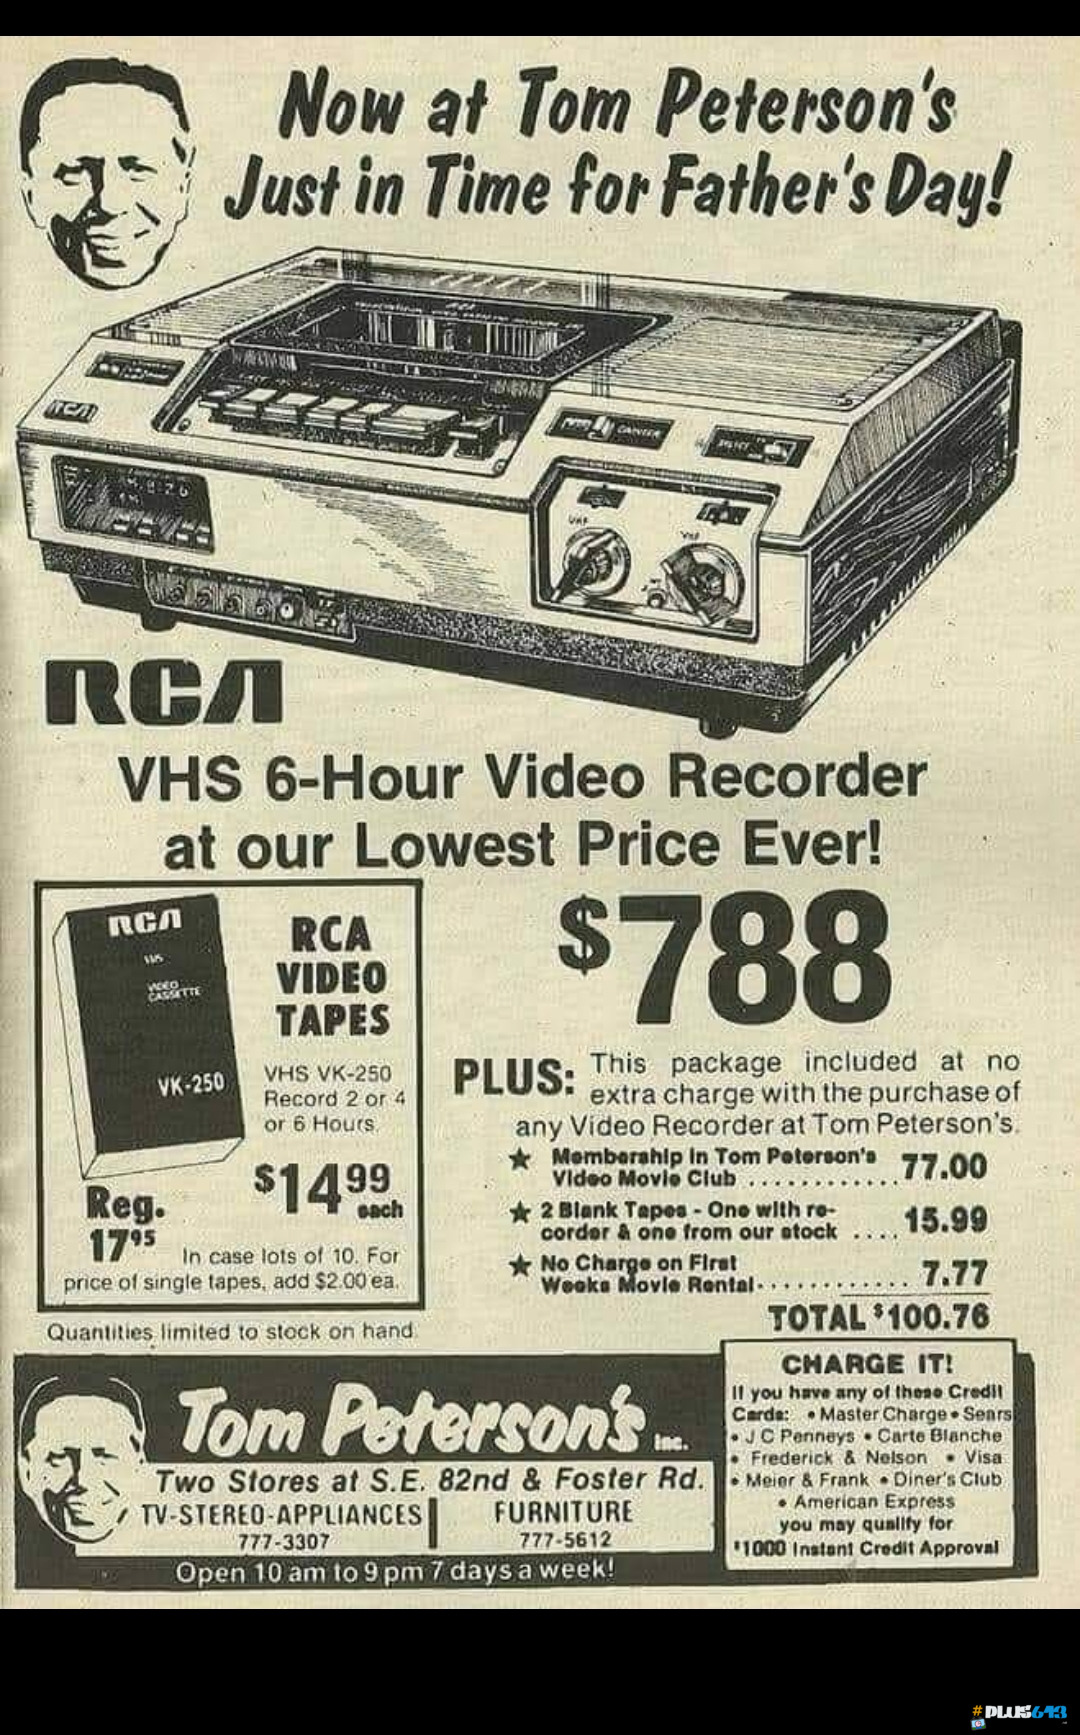 Now at Tom Peterson's
Just in Time for Father's Day!
RCA
VHF
VHF
RCA
VHS 6-Hour Video Recorder
at our Lowest Price Ever!
$788
RCA
VHS
VIDEO
CASSETTE
VK-250
RCA
VIDEO
TAPES
VHS VK-250
Record 2 or 4
or 6 Hours.
$14.99
each
Reg.
17.95
In case lots of 10. For
price of single tapes, add $2.00 ea.
Quantities limited to stock on hand.
PLUS: This package included at no
extra charge with the purchase of
any Video Recorder at Tom Peterson's.
★ Membership in Tom Peterson's
Video Movie Club ............ 77.00
★ 2 Blank Tapes - One with re-
corder & one from our stock .... 15.99
★ No Charge on First
Weeks Movie Rental............ 7.77
TOTAL $100.76
Tom Peterson's Inc.
Two Stores at S.E. 82nd & Foster Rd.
TV-STEREO-APPLIANCES
777-3307
FURNITURE
777-5612
Open 10 am to 9 pm 7 days a week!
CHARGE IT!
If you have any of these Credit
Cards: • Master Charge • Sears
• J C Penneys • Carte Blanche
• Frederick & Nelson • Visa
• Meier & Frank • Diner's Club
• American Express
you may qualify for
$1000 Instant Credit Approval
#PLUS613